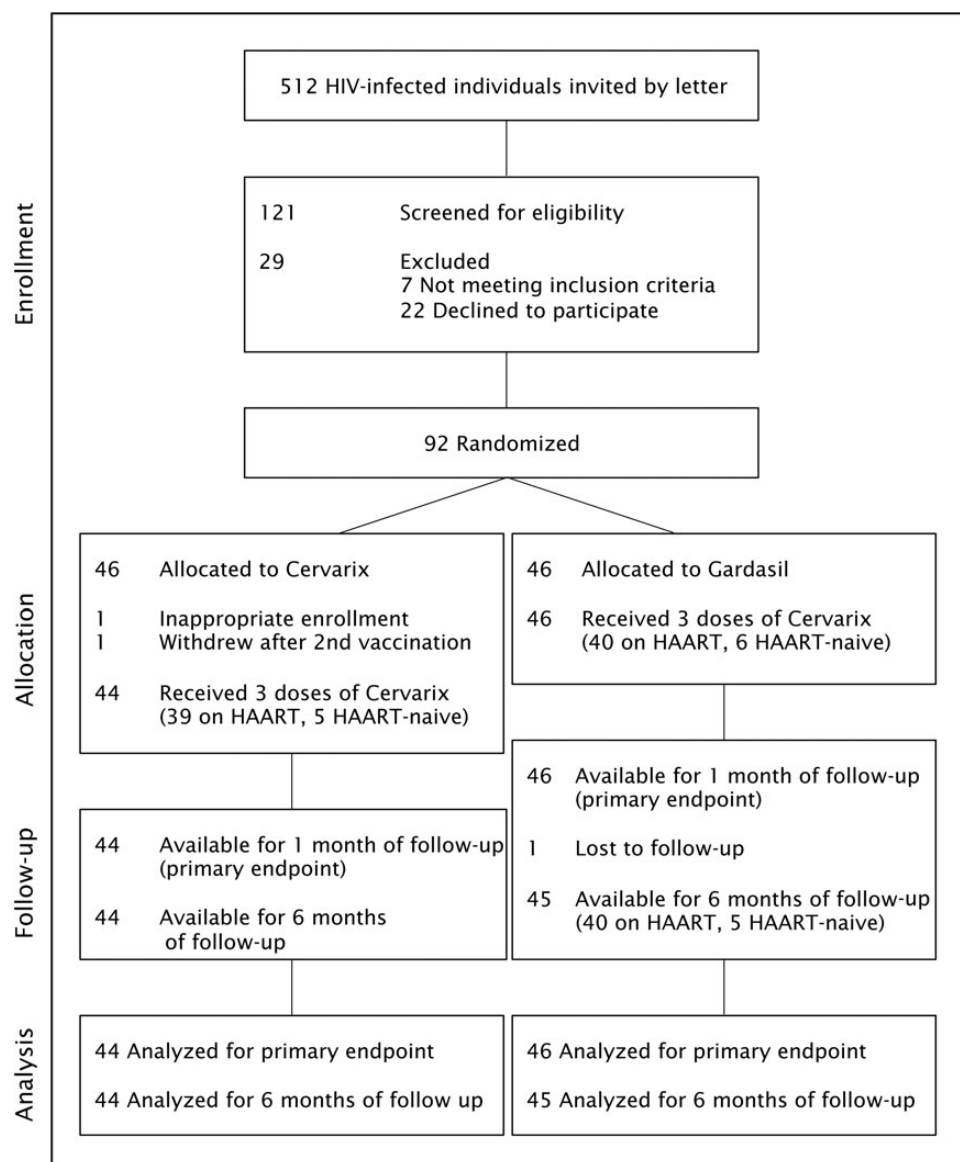 512 HIV-infected individuals invited by letter
Enrollment
121 Screened for eligibility
29 Excluded
7 Not meeting inclusion criteria
22 Declined to participate
92 Randomized
Allocation
46 Allocated to Cervarix
1 Inappropriate enrollment
1 Withdrew after 2nd vaccination
44 Received 3 doses of Cervarix
(39 on HAART, 5 HAART-naive)
46 Allocated to Gardasil
46 Received 3 doses of Cervarix
(40 on HAART, 6 HAART-naive)
Follow-up
44 Available for 1 month of follow-up
(primary endpoint)
44 Available for 6 months
of follow-up
46 Available for 1 month of follow-up
(primary endpoint)
1 Lost to follow-up
45 Available for 6 months of follow-up
(40 on HAART, 5 HAART-naive)
Analysis
44 Analyzed for primary endpoint
44 Analyzed for 6 months of follow up
46 Analyzed for primary endpoint
45 Analyzed for 6 months of follow-up